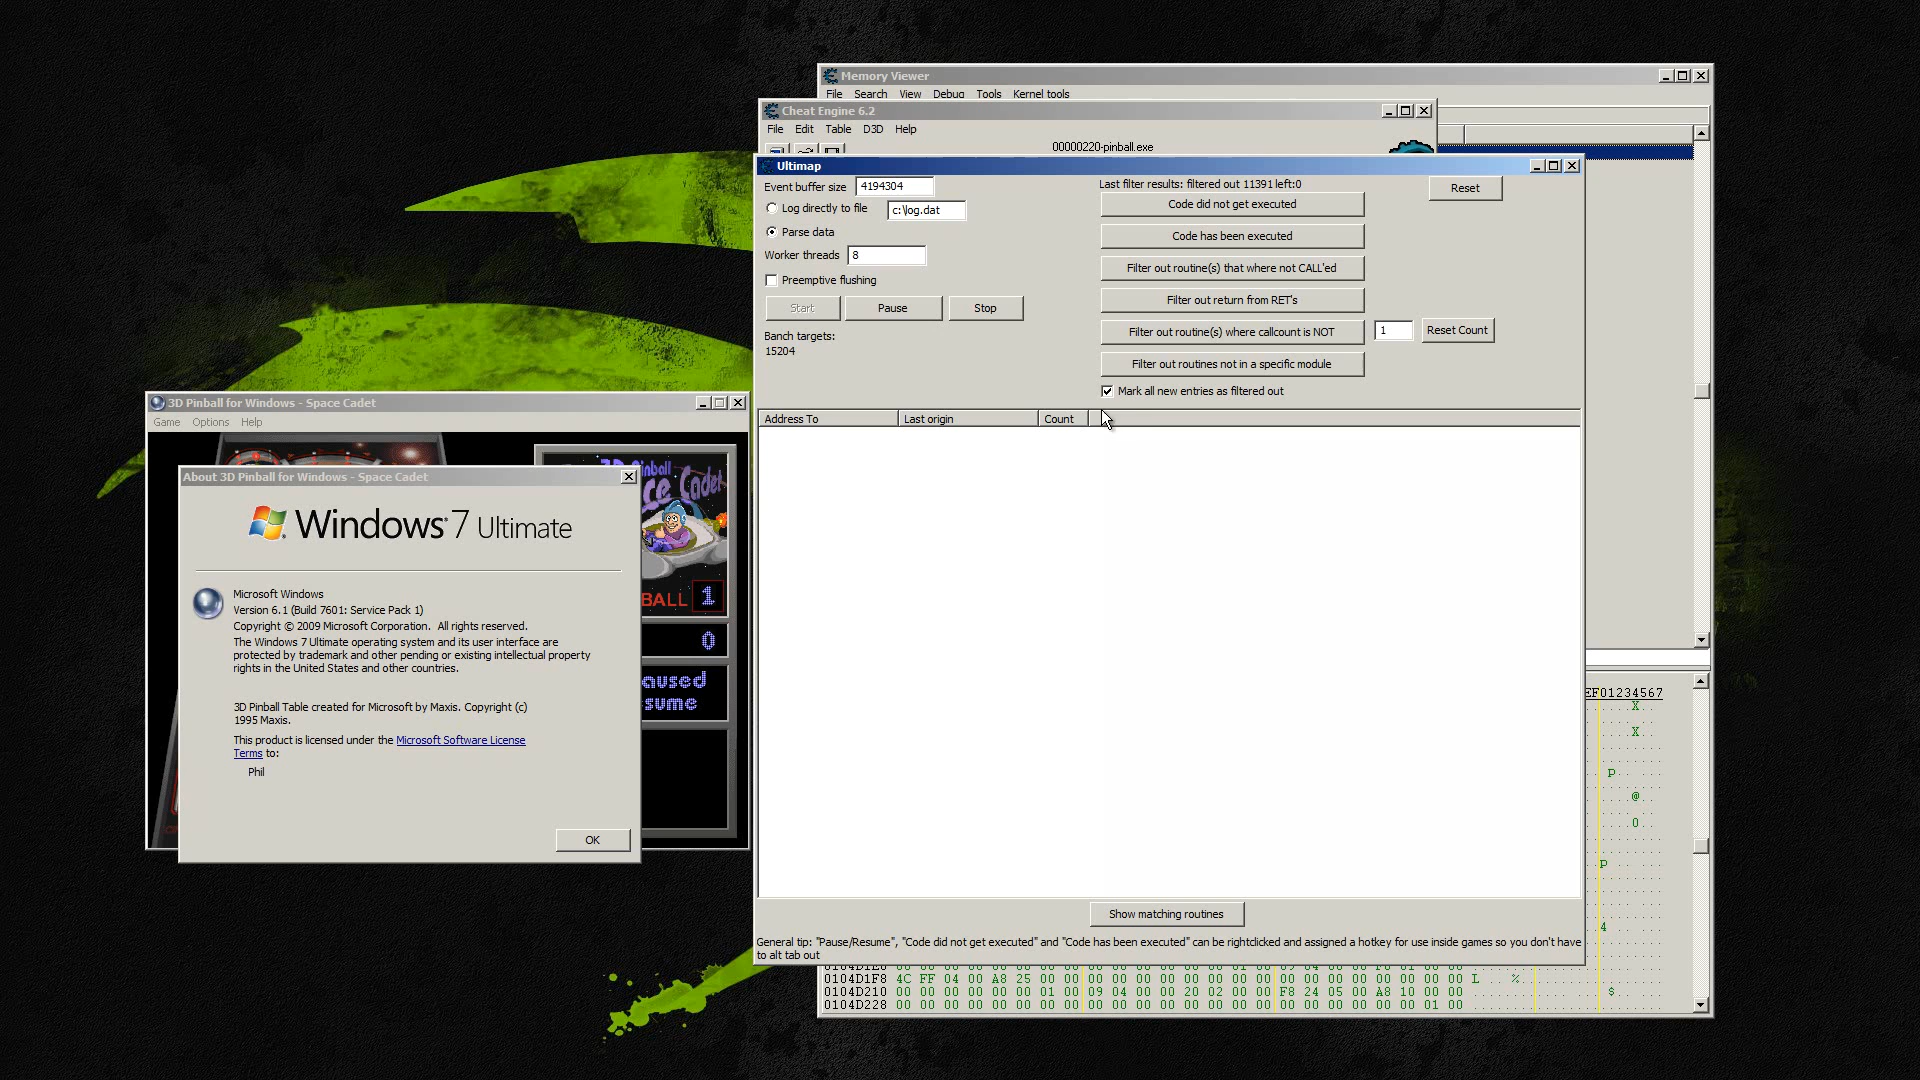 Memory Viewer
File Search View Debug Tools Kernel tools
Cheat Engine 6.2
File Edit Table D3D Help
00000220-pinball.exe
Ultimap
Event buffer size 4194304
Log directly to file c:\log.dat
Parse data
Worker threads 8
Preemptive flushing
Start Pause Stop
Banch targets:
15204
Last filter results: filtered out 11391 left:0
Reset
Code did not get executed
Code has been executed
Filter out routine(s) that where not CALL'ed
Filter out return from RET's
Filter out routine(s) where callcount is NOT 1 Reset Count
Filter out routines not in a specific module
Mark all new entries as filtered out
Address To Last origin Count
Show matching routines
General tip: "Pause/Resume", "Code did not get executed" and "Code has been executed" can be rightclicked and assigned a hotkey for use inside games so you don't have
to alt tab out
3D Pinball for Windows - Space Cadet
Game Options Help
About 3D Pinball for Windows - Space Cadet
Windows 7 Ultimate
Microsoft Windows
Version 6.1 (Build 7601: Service Pack 1)
Copyright © 2009 Microsoft Corporation. All rights reserved.
The Windows 7 Ultimate operating system and its user interface are
protected by trademark and other pending or existing intellectual property
rights in the United States and other countries.
3D Pinball Table created for Microsoft by Maxis. Copyright (c)
1995 Maxis.
This product is licensed under the Microsoft Software License
Terms to:
Phil
OK
Pinball
Cadet
BALL 1
0
aused
sume
EF01234567
X
X
p
@
0
p
4
0104D1F8 4C FF 04 00 A8 25 00 00 00 00 00 00 00 00 00 00 00 00 00 00 00 00 00 00 L %
0104D210 00 00 00 00 00 01 00 09 04 00 00 20 02 00 00 F8 24 05 00 A8 10 00 00 $
0104D228 00 00 00 00 00 00 00 00 00 00 00 00 00 00 00 00 00 00 00 00 00 00 01 00